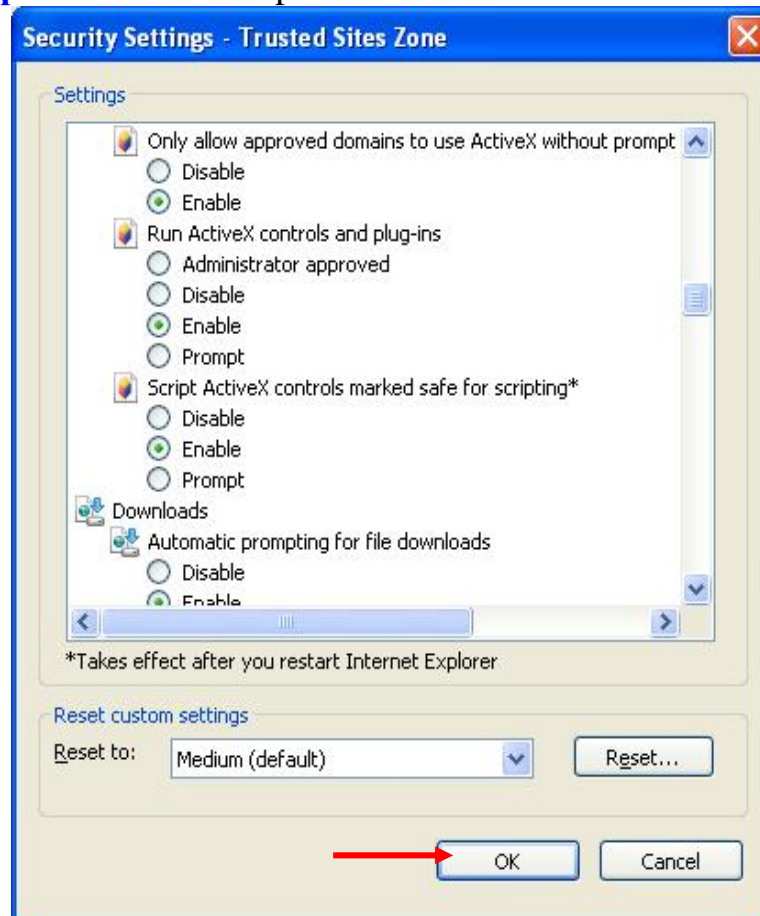 Security Settings - Trusted Sites Zone
Settings
Only allow approved domains to use ActiveX without prompt
Disable
Enable
Run ActiveX controls and plug-ins
Administrator approved
Disable
Enable
Prompt
Script ActiveX controls marked safe for scripting*
Disable
Enable
Prompt
Downloads
Automatic prompting for file downloads
Disable
Enable
*Takes effect after you restart Internet Explorer
Reset custom settings
Reset to: Medium (default) Reset...
OK Cancel